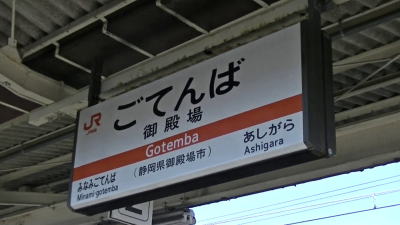 JR
ごてんば
御殿場
Gotemba
(静岡県御殿場市)
みなみごてんば
Minami-gotemba
あしがら
Ashigara
2